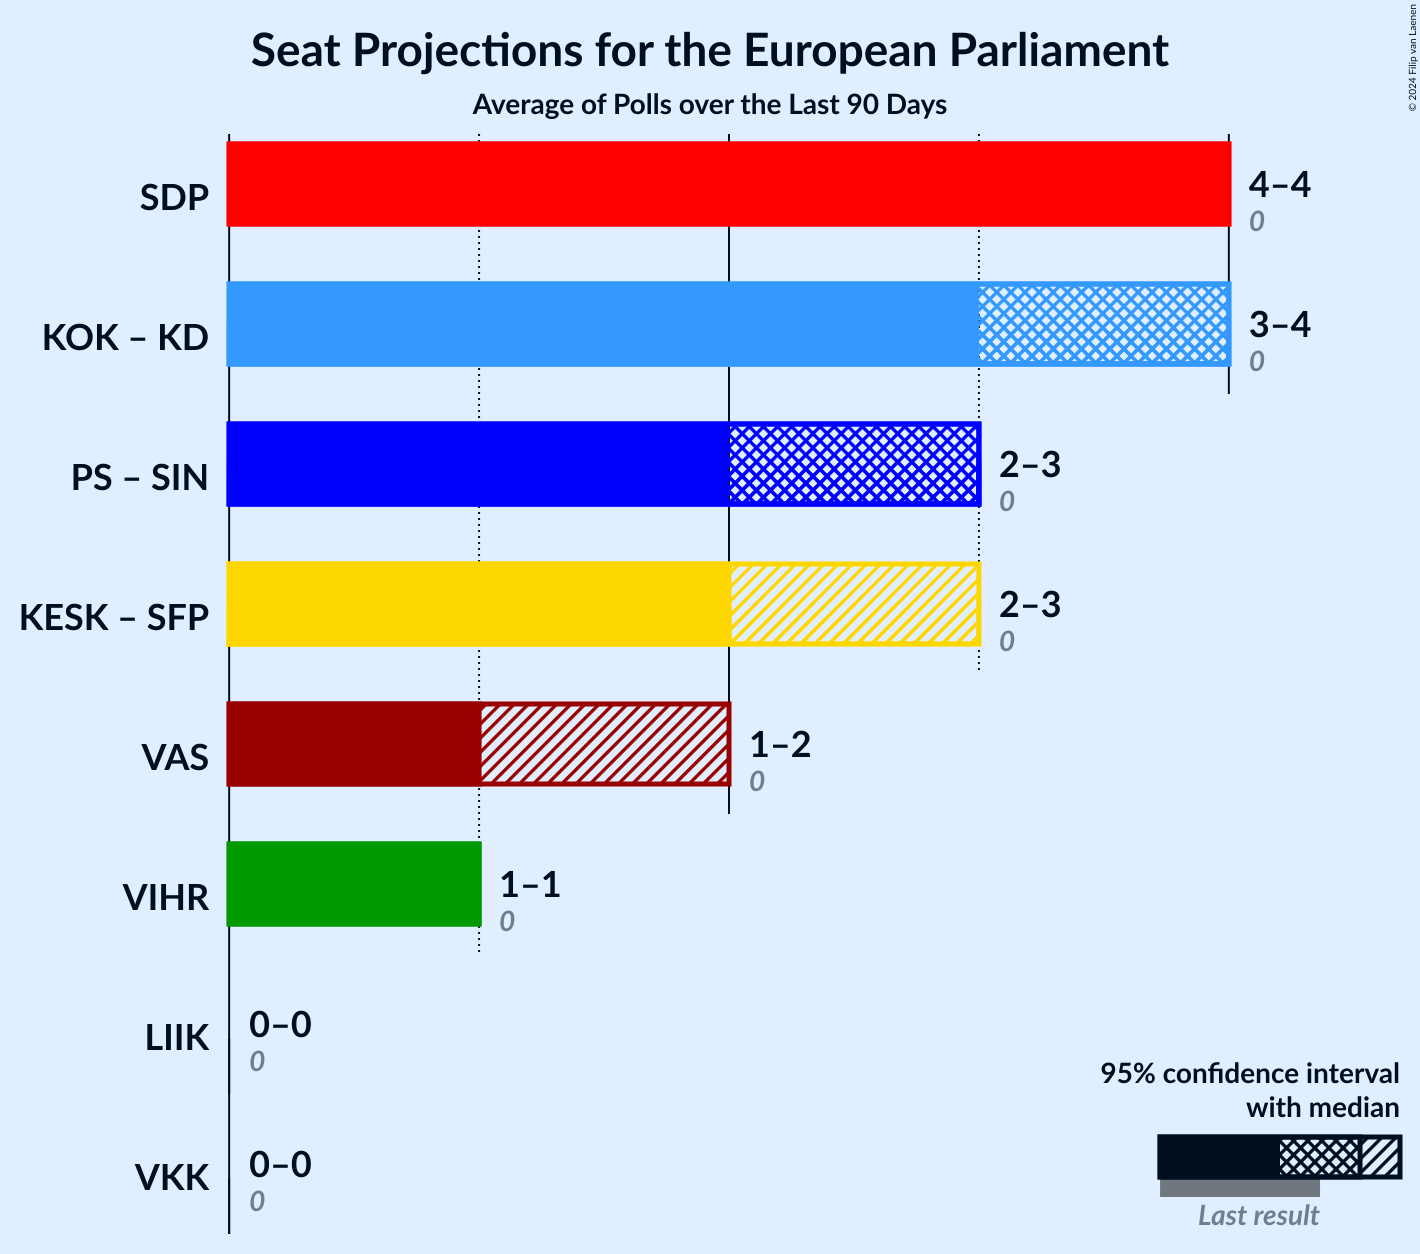 Seat Projections for the European Parliament
Average of Polls over the Last 90 Days
© 2024 Filip van Laenen
SDP
4–4
0
KOK – KD
3–4
0
PS – SIN
2–3
0
KESK – SFP
2–3
0
VAS
1–2
0
VIHR
1–1
0
LIIK
0–0
0
VKK
0–0
0
95% confidence interval
with median
Last result